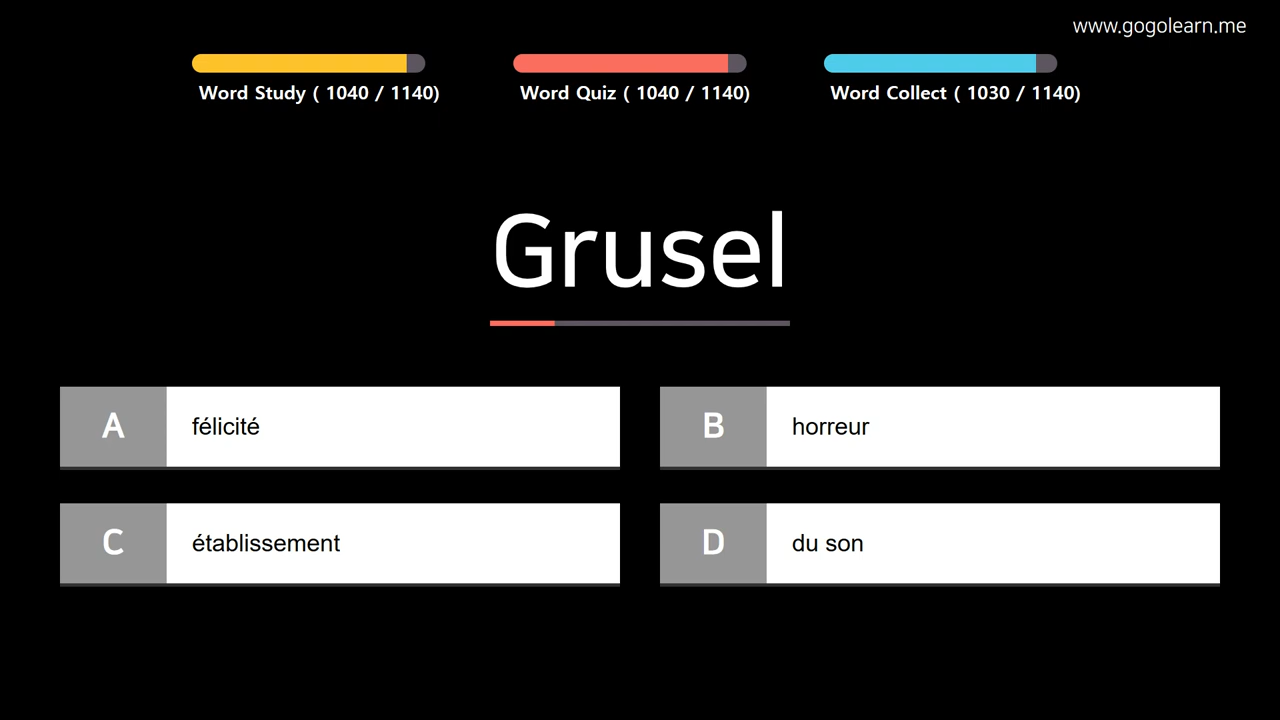 www.gogolearn.me
Word Study ( 1040 / 1140)
Word Quiz ( 1040 / 1140)
Word Collect ( 1030 / 1140)
Grusel
A félicité
B horreur
C établissement
D du son